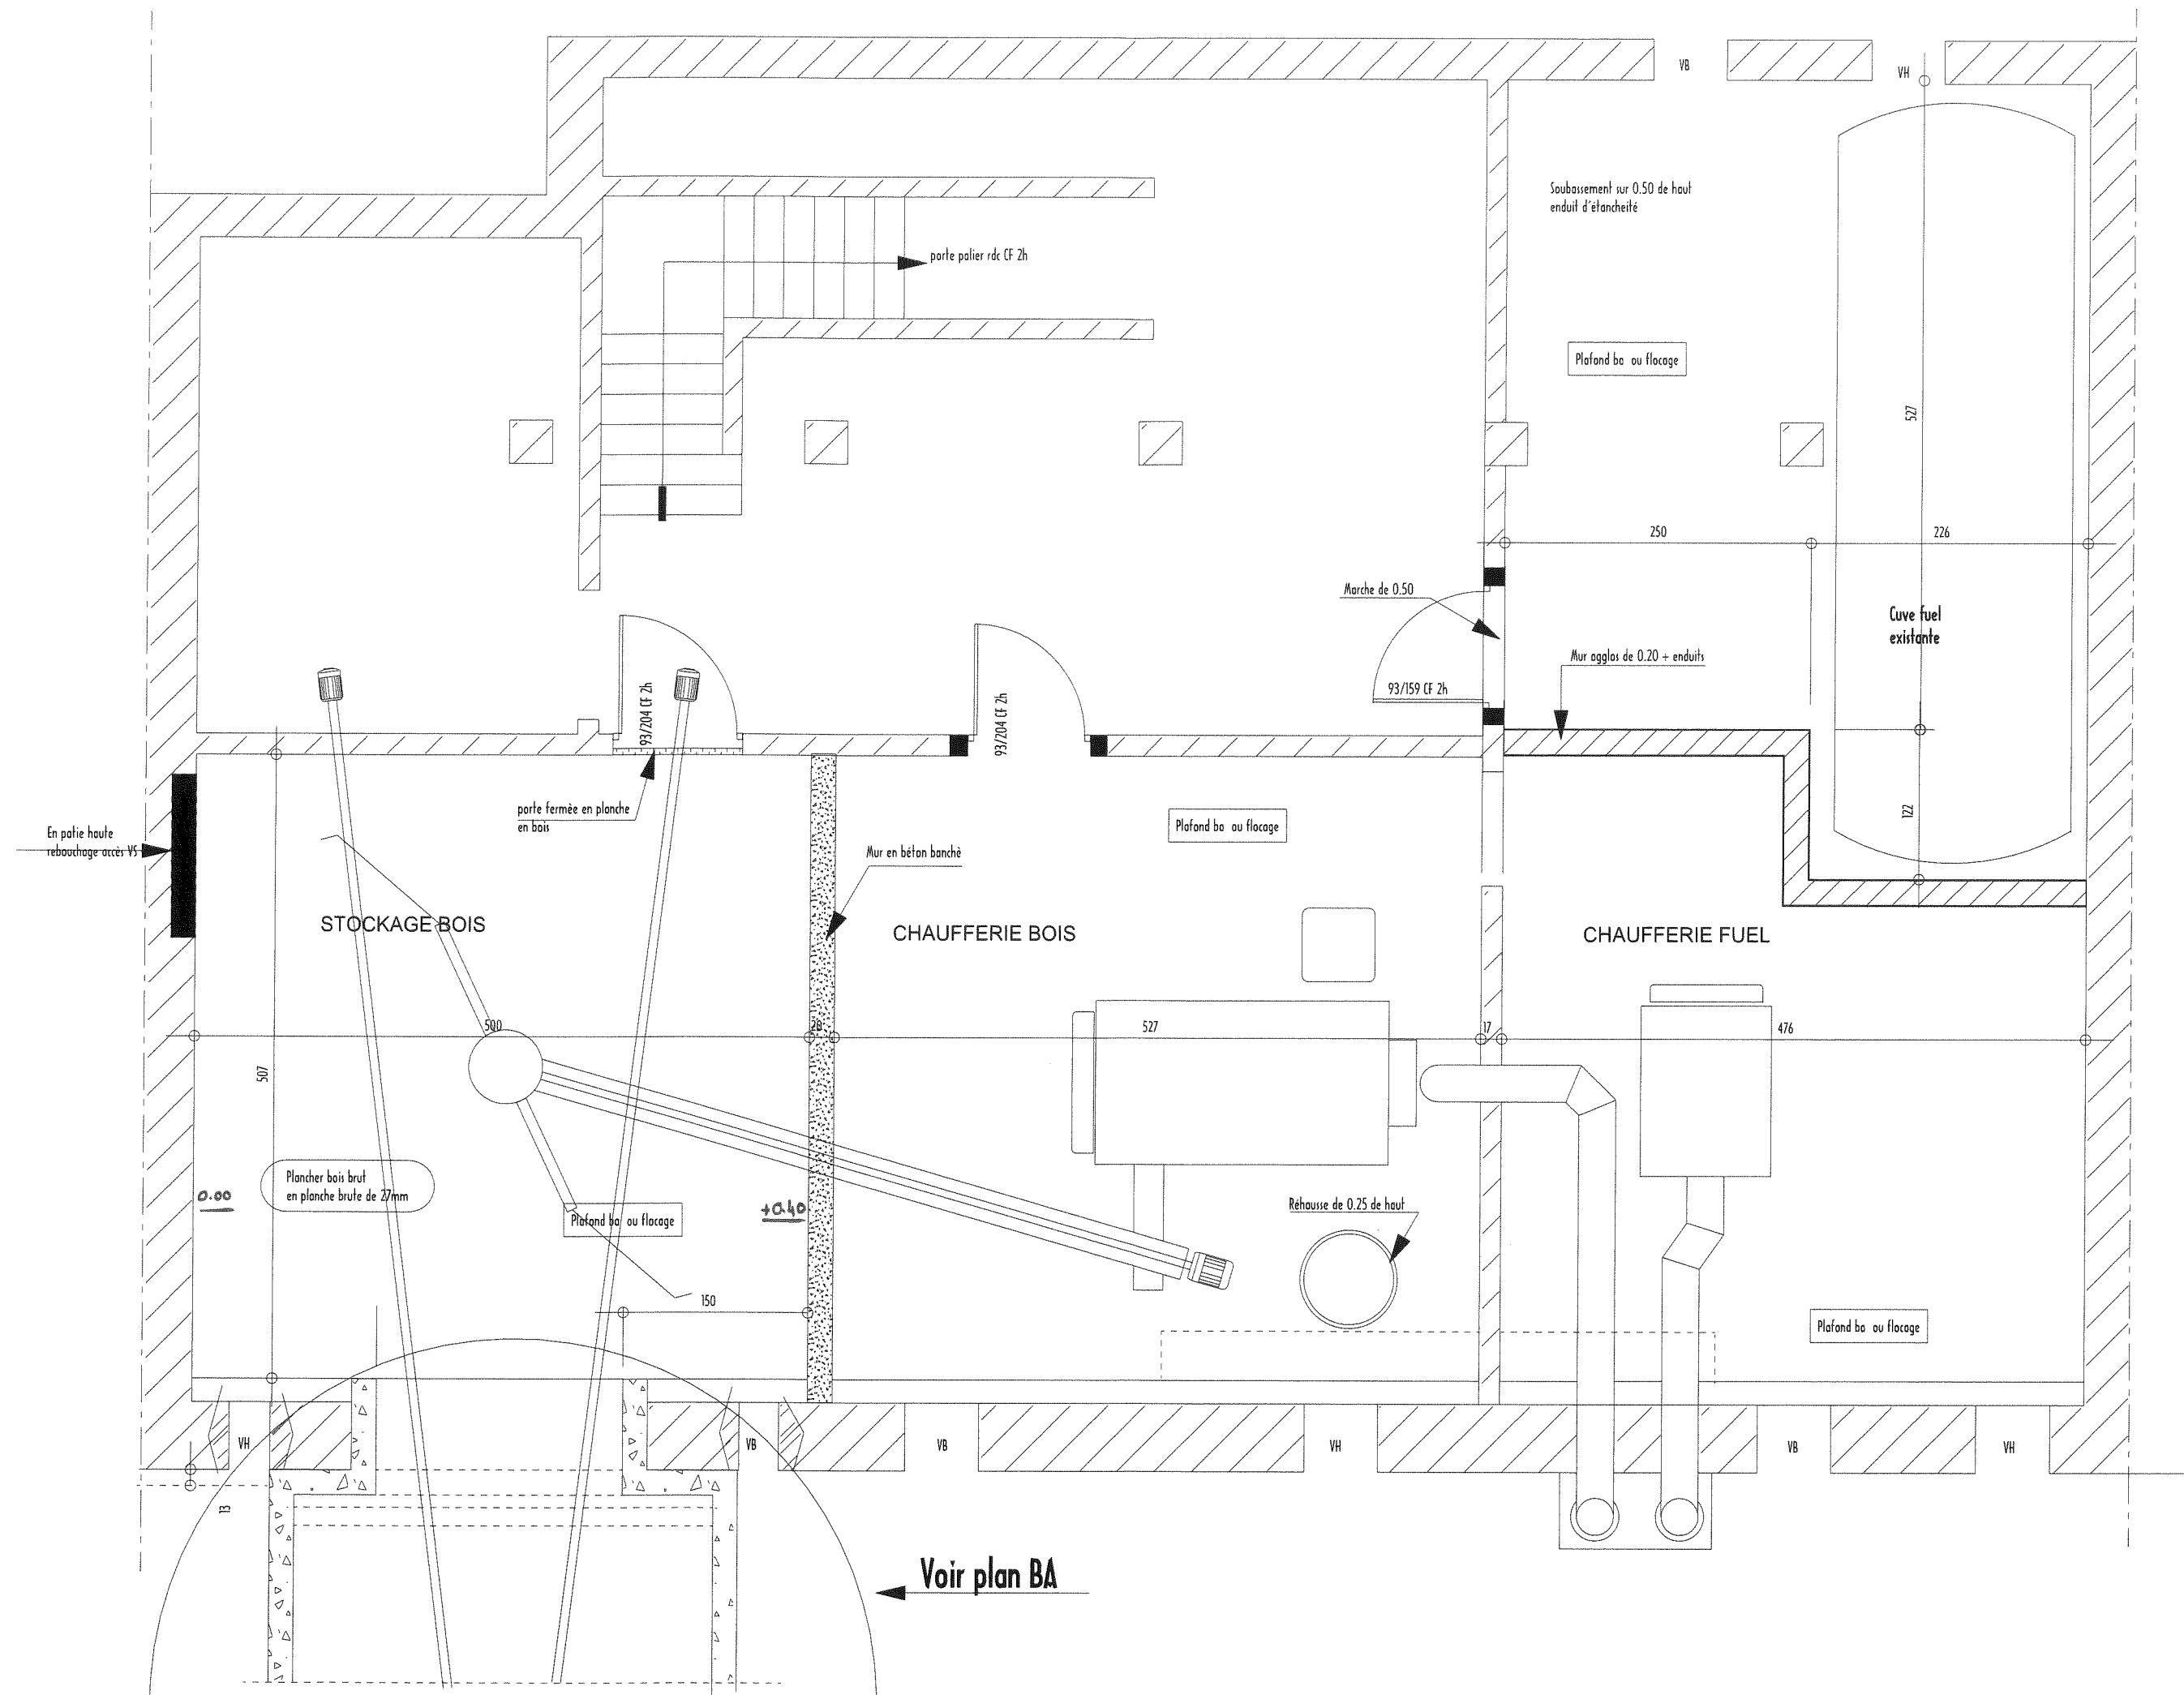 VB
VH
Soubassement sur 0.50 de haut
enduit d'étancheité
porte palier rdc CF 2h
Plafond ba ou flocage
527
250
226
Marche de 0.50
Cuve fuel
existante
Mur agglos de 0.20 + enduits
93/159 CF 2h
93/204 CF 2h
93/204 CF 2h
porte fermée en planche
en bois
Plafond ba ou flocage
122
En patie haute
rebouchage accés VS
Mur en béton banché
STOCKAGE BOIS
CHAUFFERIE BOIS
CHAUFFERIE FUEL
500
20
527
17
476
507
Plancher bois brut
en planche brute de 27mm
0.00
+0.40
Plafond ba ou flocage
Réhausse de 0.25 de haut
150
Plafond ba ou flocage
VH
VB
VB
VH
VB
VH
113
Voir plan BA